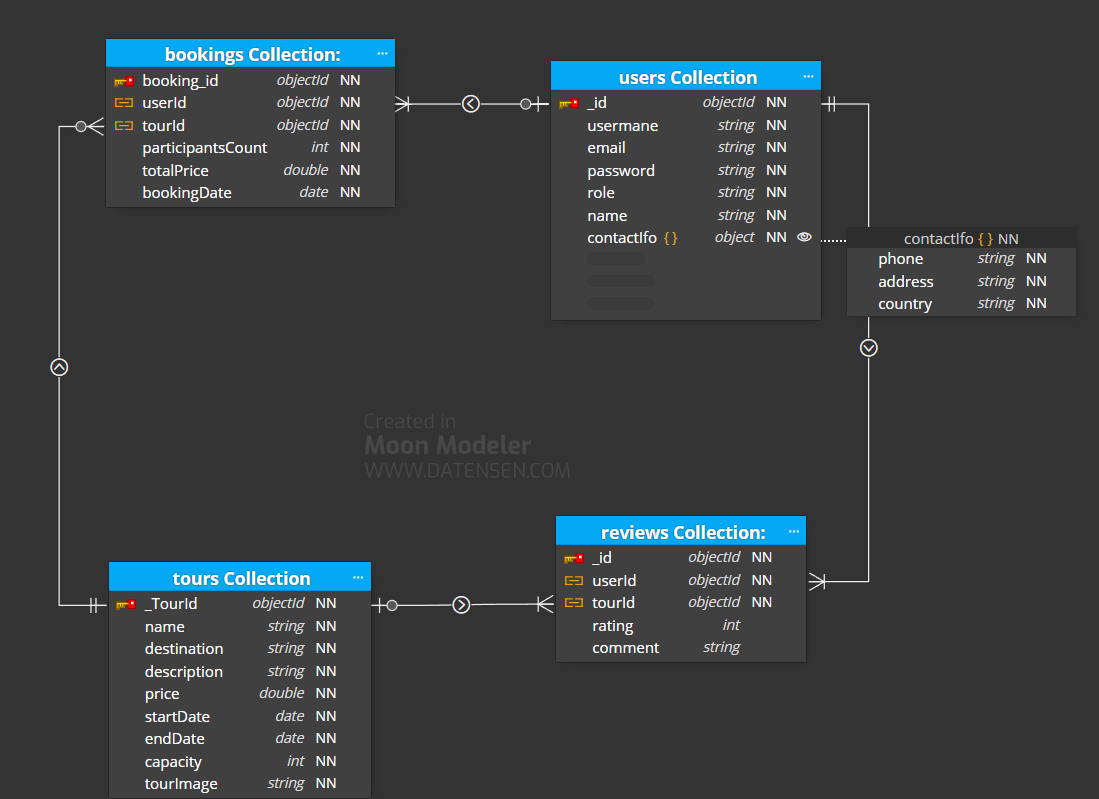 bookings Collection: ...
booking_id objectId NN
userId objectId NN
tourId objectId NN
participantsCount int NN
totalPrice double NN
bookingDate date NN
users Collection ...
_id objectId NN
usermane string NN
email string NN
password string NN
role string NN
name string NN
contactIfo { } object NN
contactIfo { } NN
phone string NN
address string NN
country string NN
Created in
Moon Modeler
WWW.DATENSEN.COM
tours Collection ...
_TourId objectId NN
name string NN
destination string NN
description string NN
price double NN
startDate date NN
endDate date NN
capacity int NN
tourImage string NN
reviews Collection: ...
_id objectId NN
userId objectId NN
tourId objectId NN
rating int
comment string